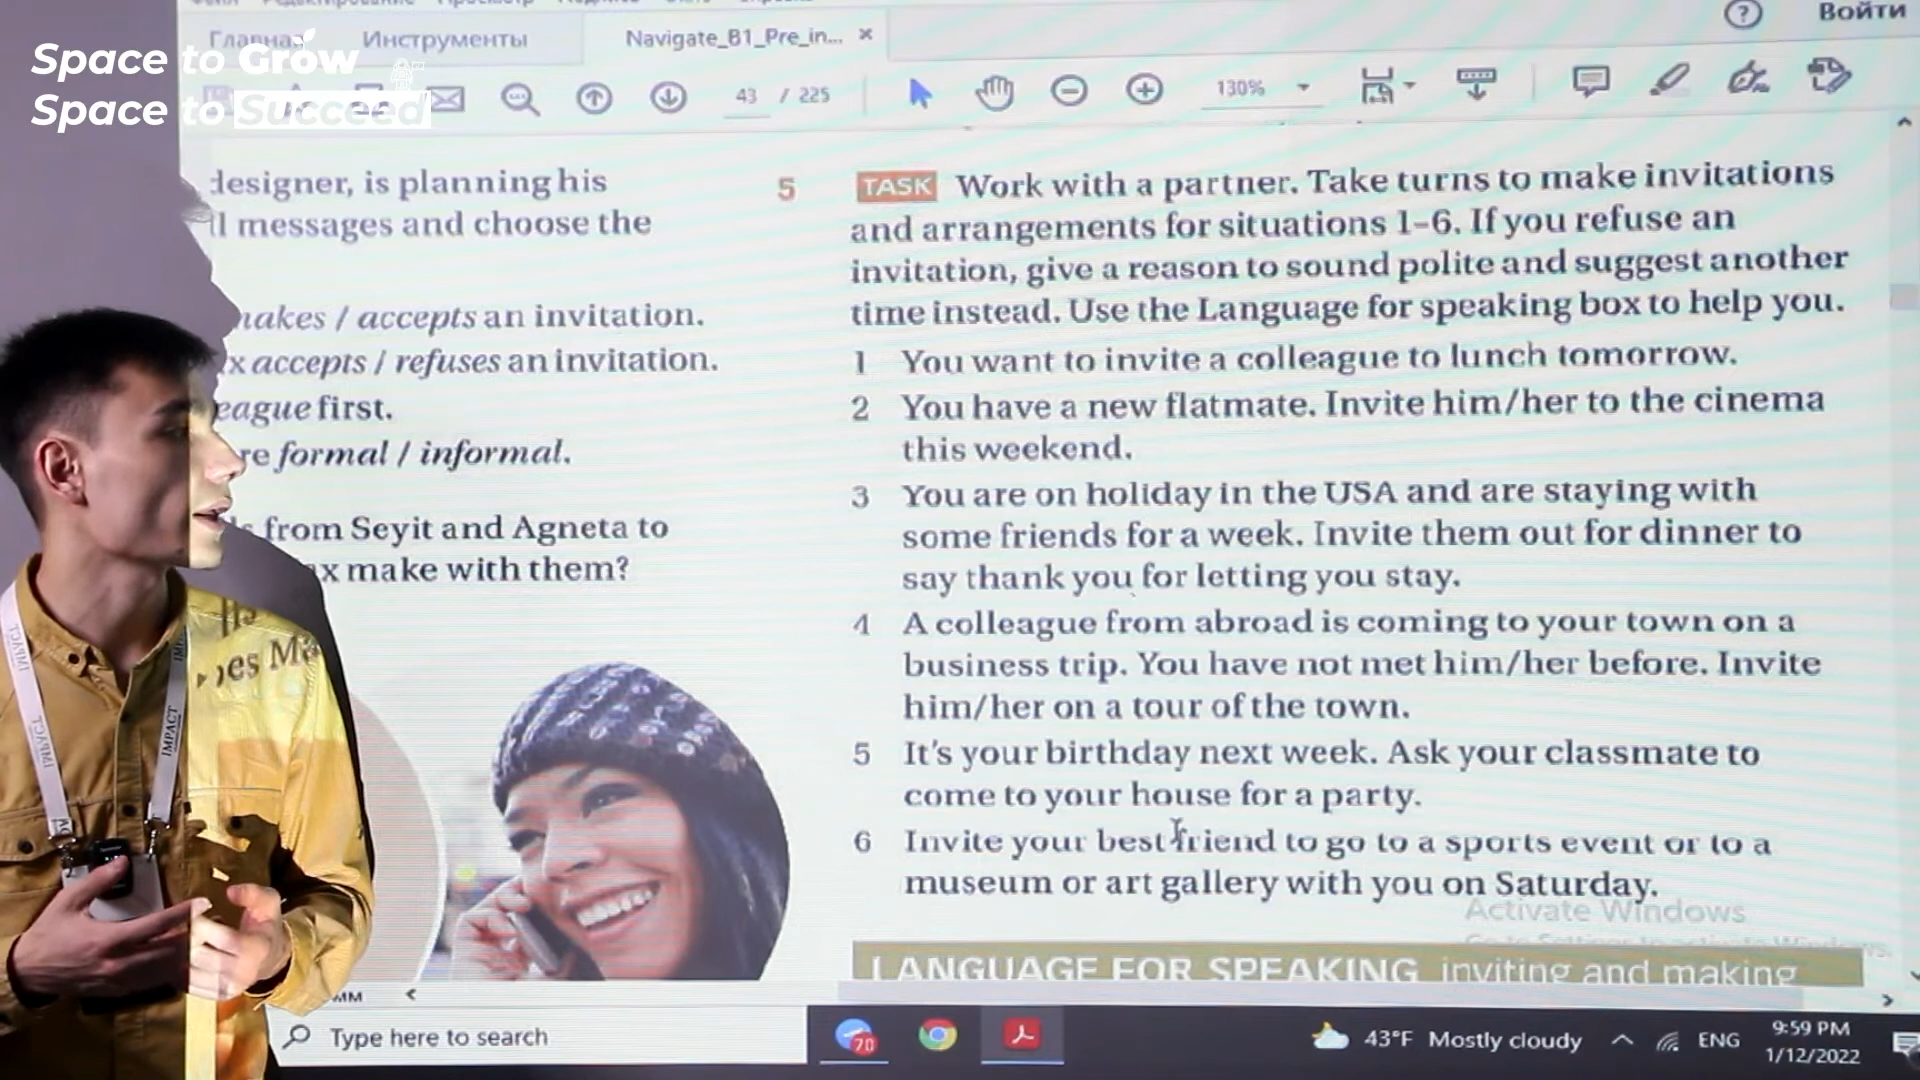 Space to Grow
Space to Succeed
Главная
Инструменты
Navigate_B1_Pre_in... ×
Войти
43 / 225
130%
designer, is planning his
messages and choose the
makes / accepts an invitation.
accepts / refuses an invitation.
first.
formal / informal.
from Seyit and Agneta to
make with them?
5 TASK Work with a partner. Take turns to make invitations
and arrangements for situations 1–6. If you refuse an
invitation, give a reason to sound polite and suggest another
time instead. Use the Language for speaking box to help you.
1 You want to invite a colleague to lunch tomorrow.
2 You have a new flatmate. Invite him/her to the cinema
this weekend.
3 You are on holiday in the USA and are staying with
some friends for a week. Invite them out for dinner to
say thank you for letting you stay.
4 A colleague from abroad is coming to your town on a
business trip. You have not met him/her before. Invite
him/her on a tour of the town.
5 It's your birthday next week. Ask your classmate to
come to your house for a party.
6 Invite your best friend to go to a sports event or to a
museum or art gallery with you on Saturday.
Activate Windows
Go to Settings to activate Windows.
LANGUAGE FOR SPEAKING inviting and making
IMPACT
Type here to search
70
43°F Mostly cloudy
ENG
9:59 PM
1/12/2022